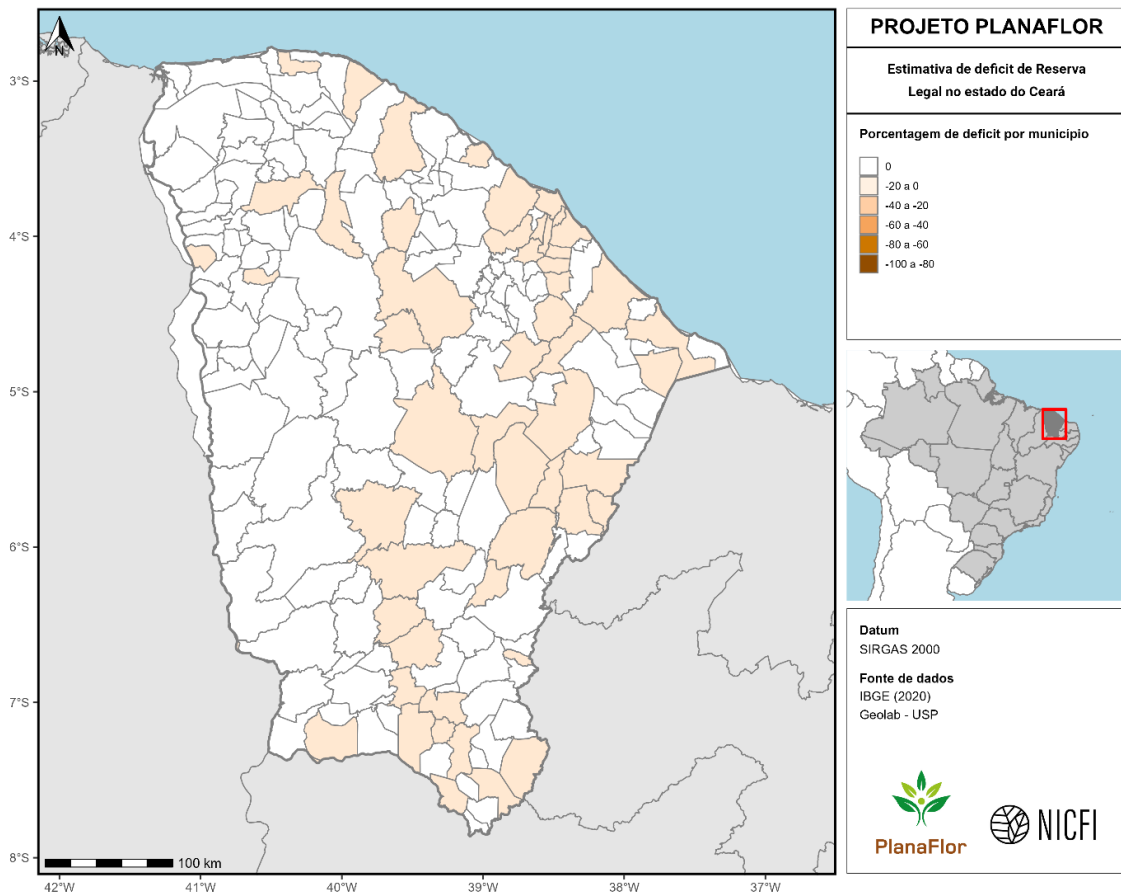 PROJETO PLANAFLOR
Estimativa de deficit de Reserva
Legal no estado do Ceará
Porcentagem de deficit por municipio
0
-20 a 0
-40 a -20
-60 a -40
-80 a -60
-100 a -80
N
3°S
4°S
5°S
6°S
7°S
8°S
100 km
42°W
41°W
40°W
39°W
38°W
37°W
Datum
SIRGAS 2000
Fonte de dados
IBGE (2020)
Geolab - USP
PlanaFlor
NICFI